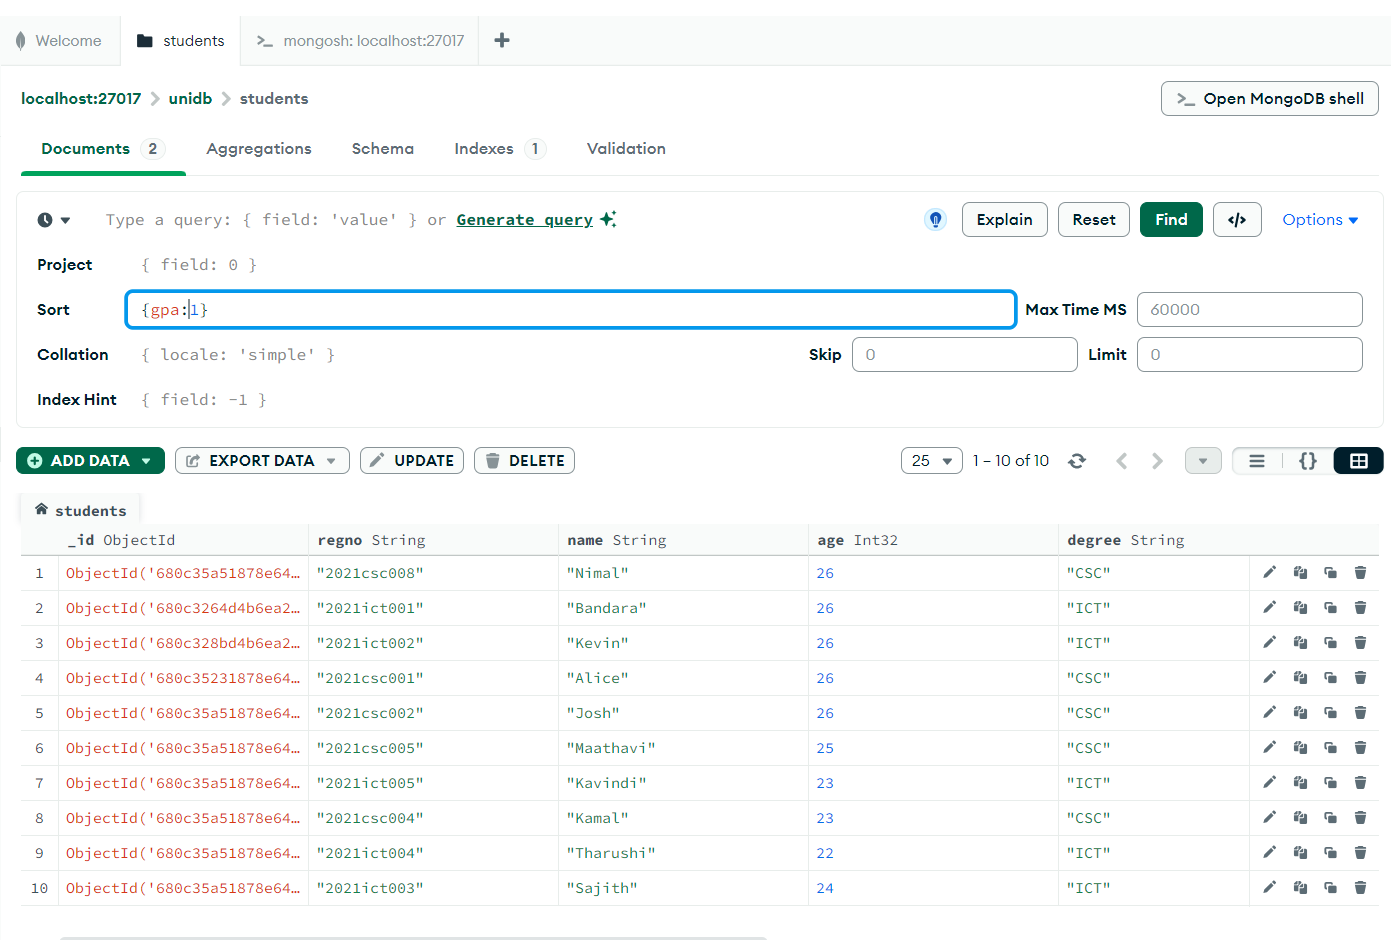 Welcome students mongosh: localhost:27017
localhost:27017 unidb students Open MongoDB shell
Documents 2 Aggregations Schema Indexes 1 Validation
Type a query: { field: 'value' } or Generate query Explain Reset Find </> Options
Project { field: 0 }
Sort {gpa:1} Max Time MS 60000
Collation { locale: 'simple' } Skip 0 Limit 0
Index Hint { field: -1 }
ADD DATA EXPORT DATA UPDATE DELETE 25 1 – 10 of 10 {}
students
_id ObjectId regno String name String age Int32 degree String
1 ObjectId('680c35a51878e64… "2021csc008" "Nimal" 26 "CSC"
2 ObjectId('680c3264d4b6ea2… "2021ict001" "Bandara" 26 "ICT"
3 ObjectId('680c328bd4b6ea2… "2021ict002" "Kevin" 26 "ICT"
4 ObjectId('680c35231878e64… "2021csc001" "Alice" 26 "CSC"
5 ObjectId('680c35a51878e64… "2021csc002" "Josh" 26 "CSC"
6 ObjectId('680c35a51878e64… "2021csc005" "Maathavi" 25 "CSC"
7 ObjectId('680c35a51878e64… "2021ict005" "Kavindi" 23 "ICT"
8 ObjectId('680c35a51878e64… "2021csc004" "Kamal" 23 "CSC"
9 ObjectId('680c35a51878e64… "2021ict004" "Tharushi" 22 "ICT"
10 ObjectId('680c35a51878e64… "2021ict003" "Sajith" 24 "ICT"